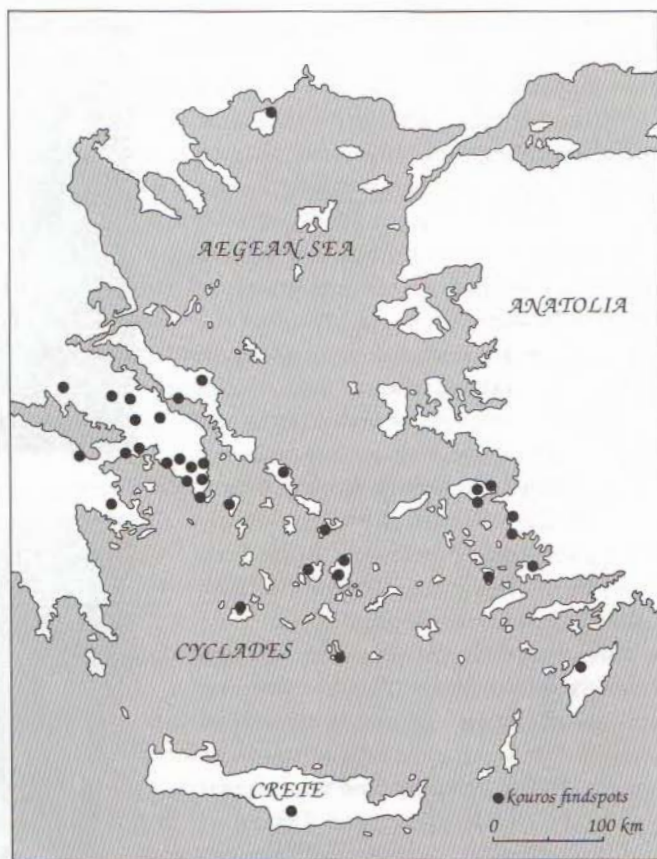 AEGEAN SEA
ANATOLIA
CYCLADES
CRETE
kouros findspots
0 100 km